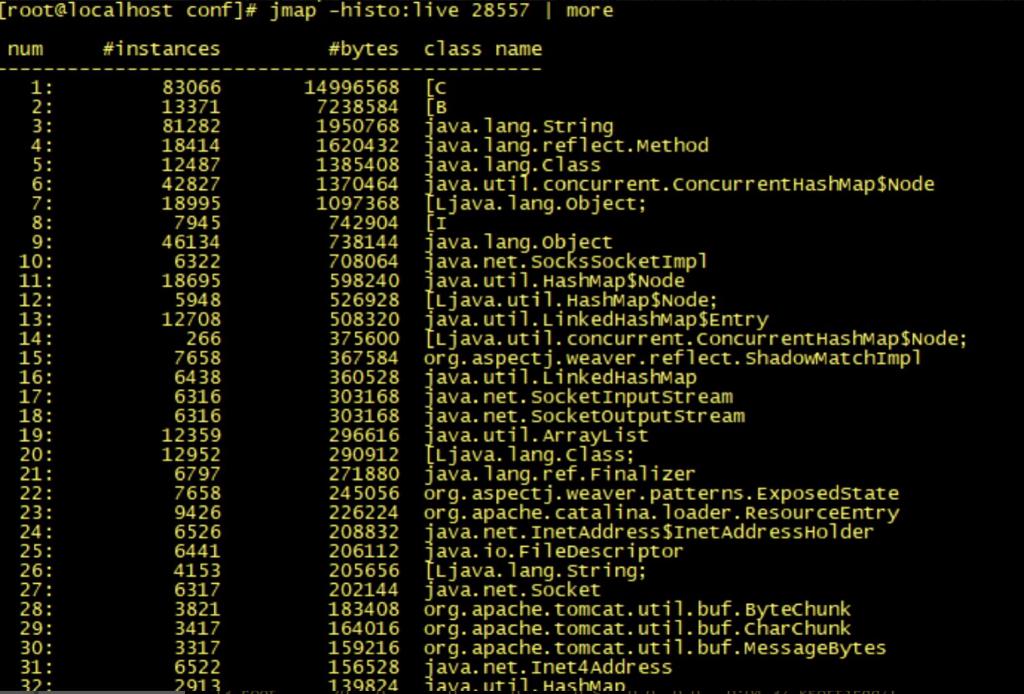 [root@localhost conf]# jmap -histo:live 28557 | more
num #instances #bytes class name
----------------------------------------------
1: 83066 14996568 [C
2: 13371 7238584 [B
3: 81282 1950768 java.lang.String
4: 18414 1620432 java.lang.reflect.Method
5: 12487 1385408 java.lang.Class
6: 42827 1370464 java.util.concurrent.ConcurrentHashMap$Node
7: 18995 1097368 [Ljava.lang.Object;
8: 7945 742904 [I
9: 46134 738144 java.lang.Object
10: 6322 708064 java.net.SocksSocketImpl
11: 18695 598240 java.util.HashMap$Node
12: 5948 526928 [Ljava.util.HashMap$Node;
13: 12708 508320 java.util.LinkedHashMap$Entry
14: 266 375600 [Ljava.util.concurrent.ConcurrentHashMap$Node;
15: 7658 367584 org.aspectj.weaver.reflect.ShadowMatchImpl
16: 6438 360528 java.util.LinkedHashMap
17: 6316 303168 java.net.SocketInputStream
18: 6316 303168 java.net.SocketOutputStream
19: 12359 296616 java.util.ArrayList
20: 12952 290912 [Ljava.lang.Class;
21: 6797 271880 java.lang.ref.Finalizer
22: 7658 245056 org.aspectj.weaver.patterns.ExposedState
23: 9426 226224 org.apache.catalina.loader.ResourceEntry
24: 6526 208832 java.net.InetAddress$InetAddressHolder
25: 6441 206112 java.io.FileDescriptor
26: 4153 205656 [Ljava.lang.String;
27: 6317 202144 java.net.Socket
28: 3821 183408 org.apache.tomcat.util.buf.ByteChunk
29: 3417 164016 org.apache.tomcat.util.buf.CharChunk
30: 3317 159216 org.apache.tomcat.util.buf.MessageBytes
31: 6522 156528 java.net.Inet4Address
32: 2913 139824 java.util.HashMap